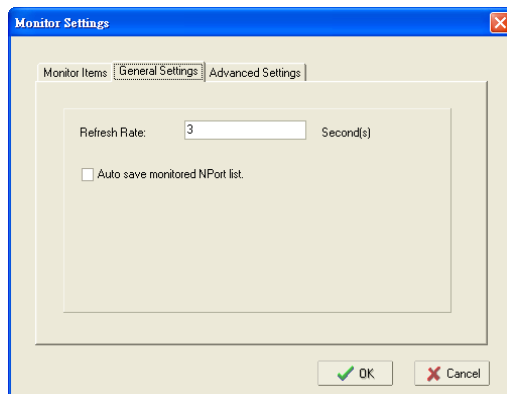 Monitor Settings
Monitor Items General Settings Advanced Settings
Refresh Rate: 3 Second(s)
Auto save monitored NPort list.
OK Cancel